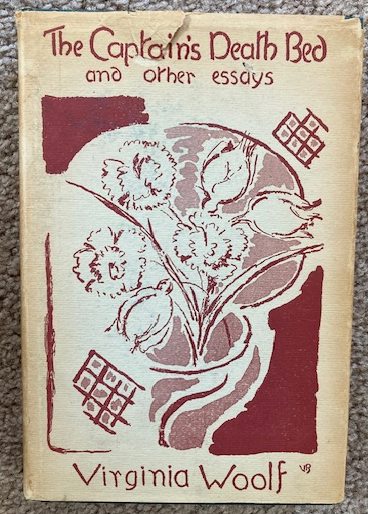 The Captain's Death Bed
and other essays
Virginia Woolf
VB